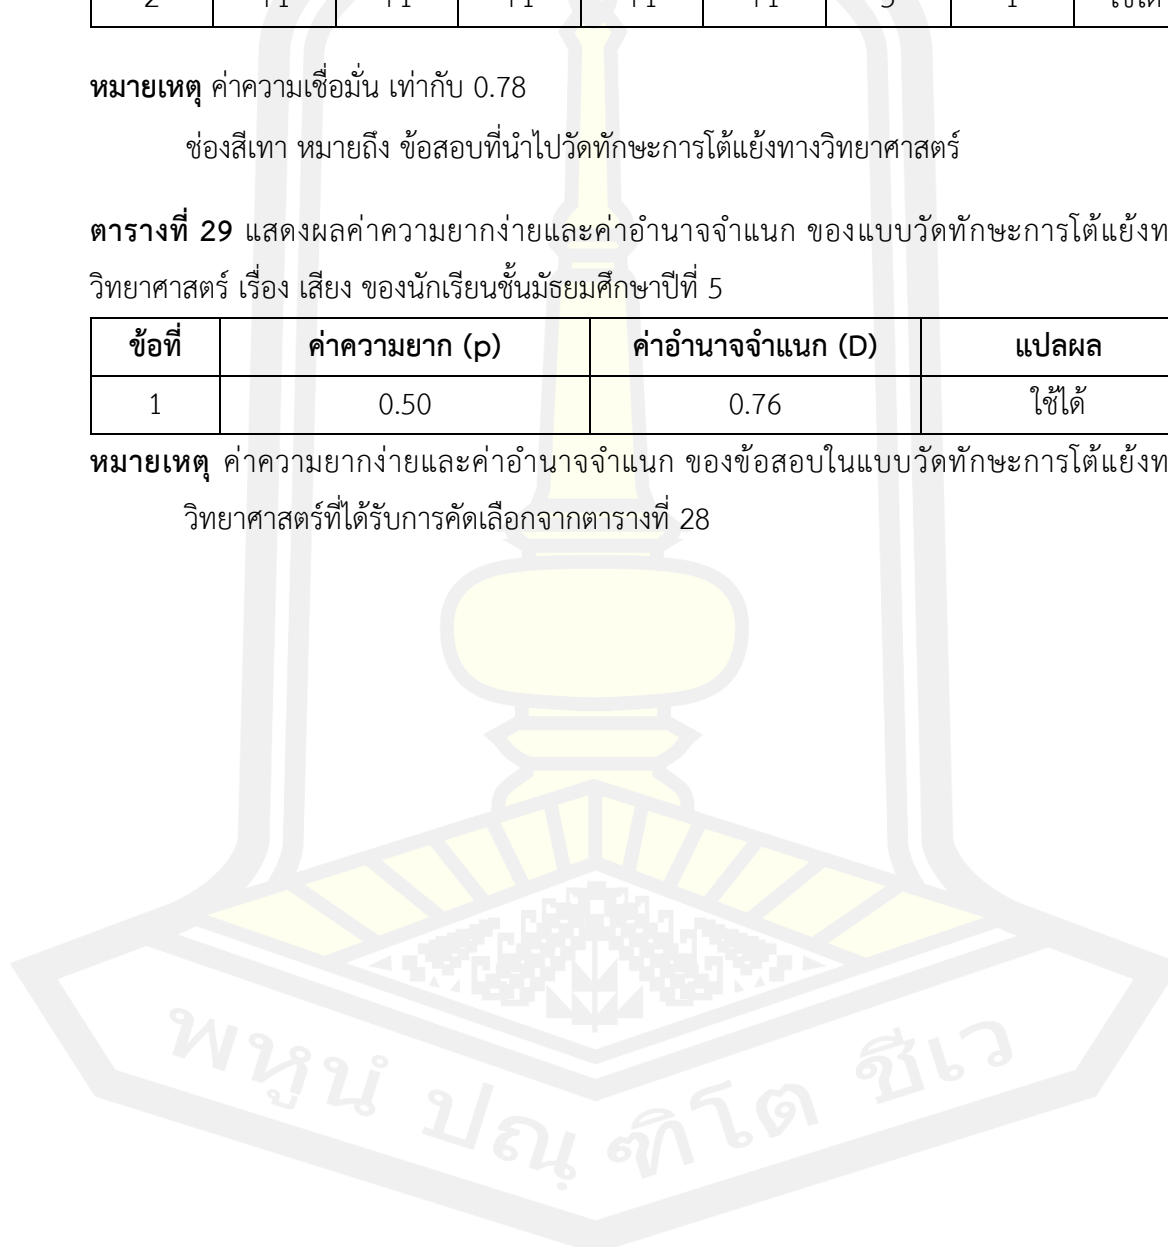 หมายเหตุ ค่าความเชื่อมั่น เท่ากับ 0.78
ช่องสีเทา หมายถึง ข้อสอบที่นำไปวัดทักษะการโต้แย้งทางวิทยาศาสตร์
ตารางที่ 29 แสดงผลค่าความยากง่ายและค่าอำนาจจำแนก ของแบบวัดทักษะการโต้แย้งท
วิทยาศาสตร์ เรื่อง เสียง ของนักเรียนชั้นมัธยมศึกษาปีที่ 5
ข้อที่ ค่าความยาก (p) ค่าอำนาจจำแนก (D) แปลผล
1 0.50 0.76 ใช้ได้
หมายเหตุ ค่าความยากง่ายและค่าอำนาจจำแนก ของข้อสอบในแบบวัดทักษะการโต้แย้งท
วิทยาศาสตร์ที่ได้รับการคัดเลือกจากตารางที่ 28
พหูนํ ปณฺฑิโต ชีเว